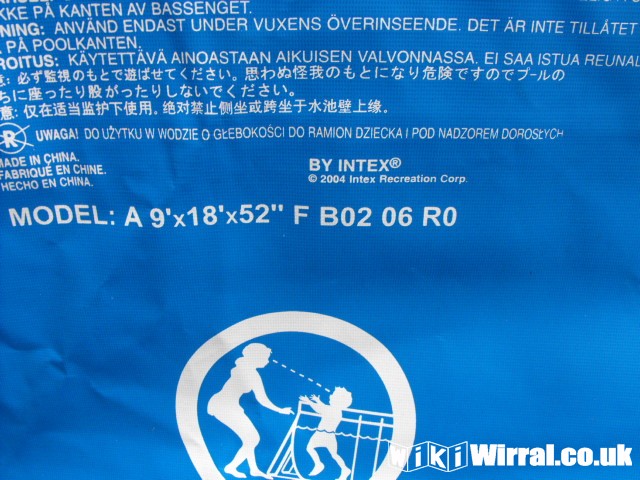 KKE PÅ KANTEN AV BASSENGET.
NING: ANVÄND ENDAST UNDER VUXENS ÖVERINSEENDE. DET ÄR INTE TILLÅTET
PÅ POOLKANTEN.
ROITUS: KÄYTETTÄVÄ AINOASTAAN AIKUISEN VALVONNASSA. EI SAA ISTUA REUNAL
意: 必ず監視のもとで遊ばせてください。思わぬ怪我のもとになり危険ですのでプールの
ちに座ったり股がったりしないでください。
意: 仅在适当监护下使用。绝对禁止侧坐或跨坐于水池壁上缘。
R UWAGA! DO UŻYTKU W WODZIE O GŁĘBOKOŚCI DO RAMION DZIECKA I POD NADZOREM DOROSŁYCH
MADE IN CHINA.
FABRIQUÉ EN CHINE.
HECHO EN CHINA.
BY INTEX®
© 2004 Intex Recreation Corp.
MODEL: A 9'x18'x52" F B02 06 R0
wikiWirral.co.uk